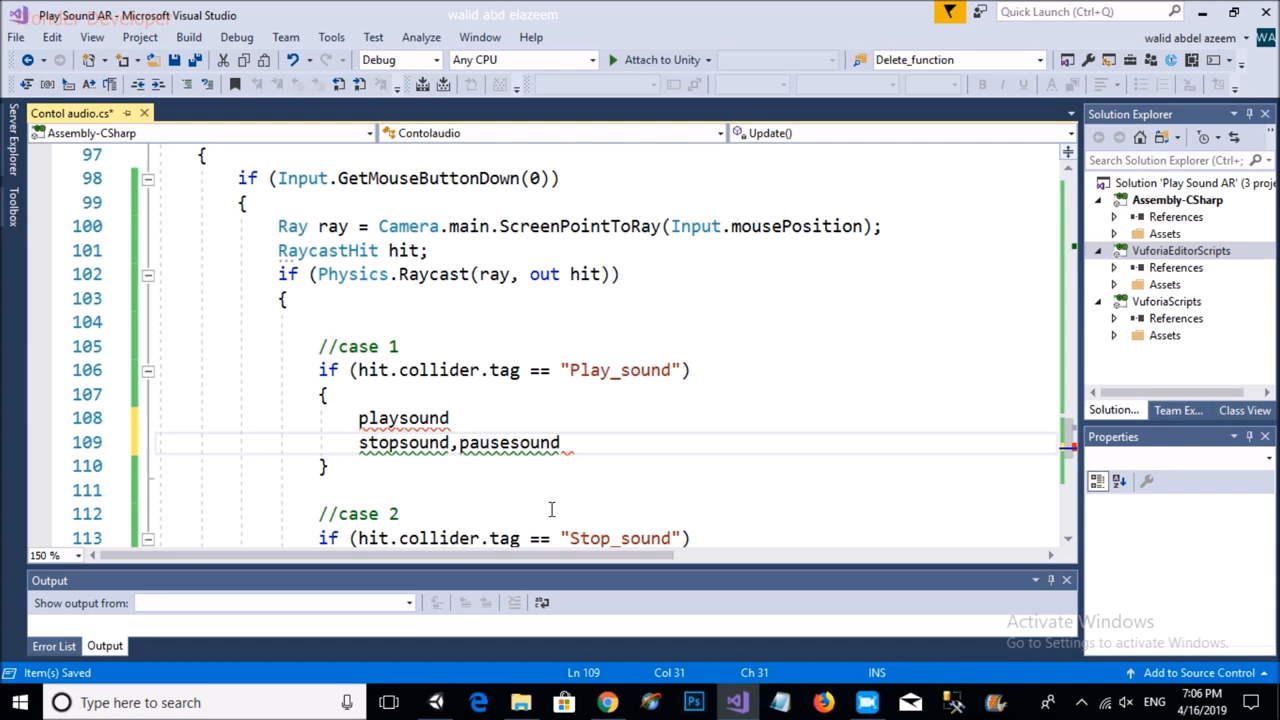 Play Sound AR - Microsoft Visual Studio
walid abd elazeem
Quick Launch (Ctrl+Q)
File Edit View Project Build Debug Team Tools Test Analyze Window Help
walid abdel azeem WA
Debug Any CPU Attach to Unity Delete_function
Server Explorer
Toolbox
Contol audio.cs*
Assembly-CSharp Contolaudio Update()
97 {
98 if (Input.GetMouseButtonDown(0))
99 {
100 Ray ray = Camera.main.ScreenPointToRay(Input.mousePosition);
101 RaycastHit hit;
102 if (Physics.Raycast(ray, out hit))
103 {
104
105 //case 1
106 if (hit.collider.tag == "Play_sound")
107 {
108 playsound
109 stopsound,pausesound
110 }
111
112 //case 2
113 if (hit.collider.tag == "Stop_sound")
150 %
Output
Show output from:
Error List Output
Solution Explorer
Search Solution Explorer (Ctrl+;
Solution 'Play Sound AR' (3 proje
Assembly-CSharp
References
Assets
VuforiaEditorScripts
References
Assets
VuforiaScripts
References
Assets
Solution... Team Ex... Class View
Properties
Activate Windows
Go to Settings to activate Windows.
Item(s) Saved Ln 109 Col 31 Ch 31 INS Add to Source Control
Type here to search
ENG
7:06 PM
4/16/2019